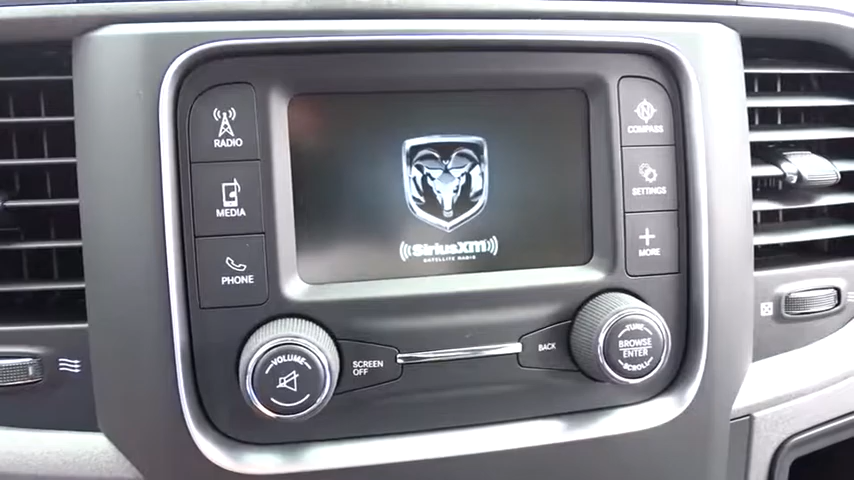 RADIO
MEDIA
PHONE
COMPASS
SETTINGS
MORE
SiriusXM
SATELLITE RADIO
VOLUME
SCREEN
OFF
BACK
TUNE
BROWSE
ENTER
SCROLL